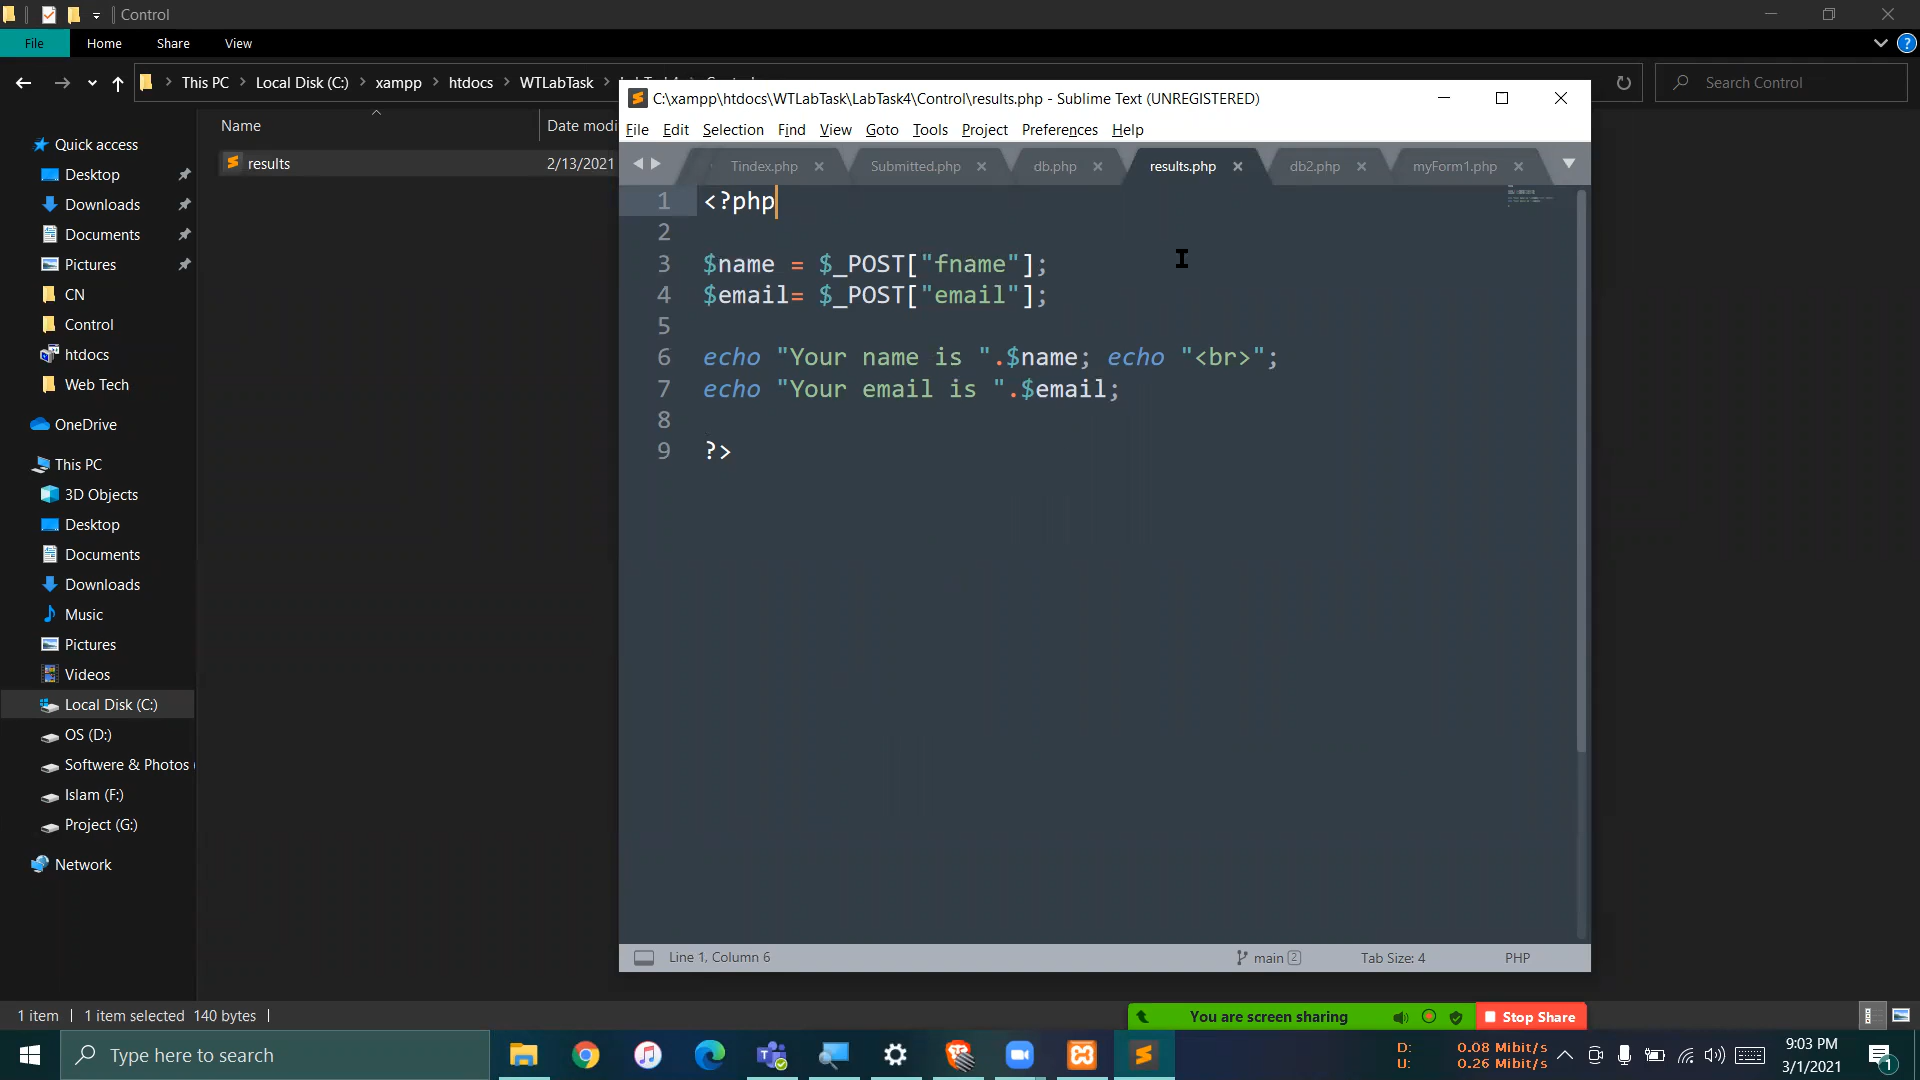 Control
File Home Share View
This PC Local Disk (C:) xampp htdocs WTLabTask
Search Control
Name Date modi
results 2/13/2021
Quick access
Desktop
Downloads
Documents
Pictures
CN
Control
htdocs
Web Tech
OneDrive
This PC
3D Objects
Desktop
Documents
Downloads
Music
Pictures
Videos
Local Disk (C:)
OS (D:)
Softwere & Photos
Islam (F:)
Project (G:)
Network
C:\xampp\htdocs\WTLabTask\LabTask4\Control\results.php - Sublime Text (UNREGISTERED)
File Edit Selection Find View Goto Tools Project Preferences Help
Tindex.php Submitted.php db.php results.php db2.php myForm1.php
1 <?php
2
3 $name = $_POST["fname"];
4 $email= $_POST["email"];
5
6 echo "Your name is ".$name; echo "<br>";
7 echo "Your email is ".$email;
8
9 ?>
Line 1, Column 6 main 2 Tab Size: 4 PHP
1 item 1 item selected 140 bytes
You are screen sharing Stop Share
Type here to search
D: 0.08 Mibit/s
U: 0.26 Mibit/s
9:03 PM
3/1/2021
1